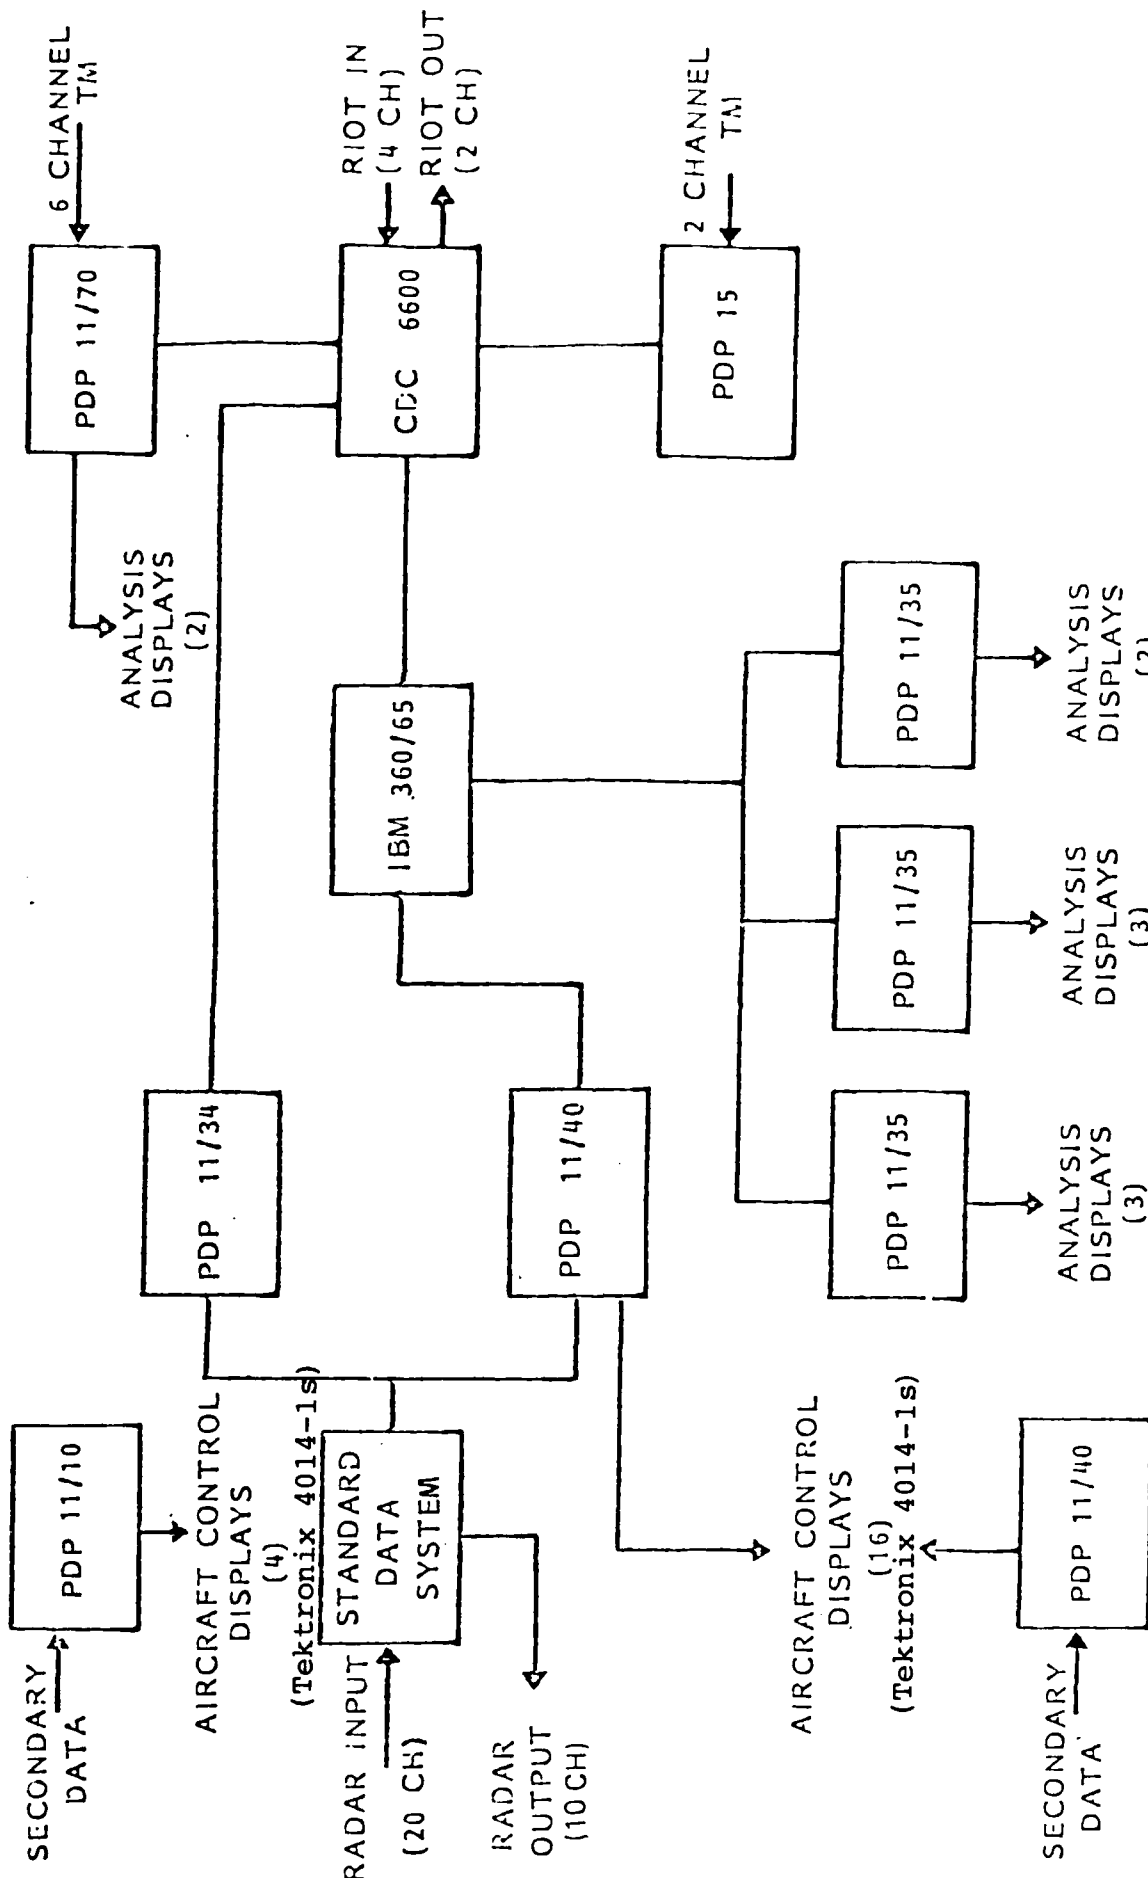 SECONDARY
DATA
PDP 11/10
AIRCRAFT CONTROL
DISPLAYS
(4)
(Tektronix 4014-1s)
RADAR INPUT
(20 CH)
STANDARD
DATA
SYSTEM
RADAR
OUTPUT
(10 CH)
PDP 11/34
PDP 11/40
AIRCRAFT CONTROL
DISPLAYS
(16)
(Tektronix 4014-1s)
SECONDARY
DATA
PDP 11/40
IBM 360/65
PDP 11/35
ANALYSIS
DISPLAYS
(3)
PDP 11/35
ANALYSIS
DISPLAYS
(3)
PDP 11/35
ANALYSIS
DISPLAYS
(2)
ANALYSIS
DISPLAYS
(2)
PDP 11/70
6 CHANNEL
TM
CDC 6600
RIOT IN
(4 CH)
RIOT OUT
(2 CH)
PDP 15
2 CHANNEL
TM